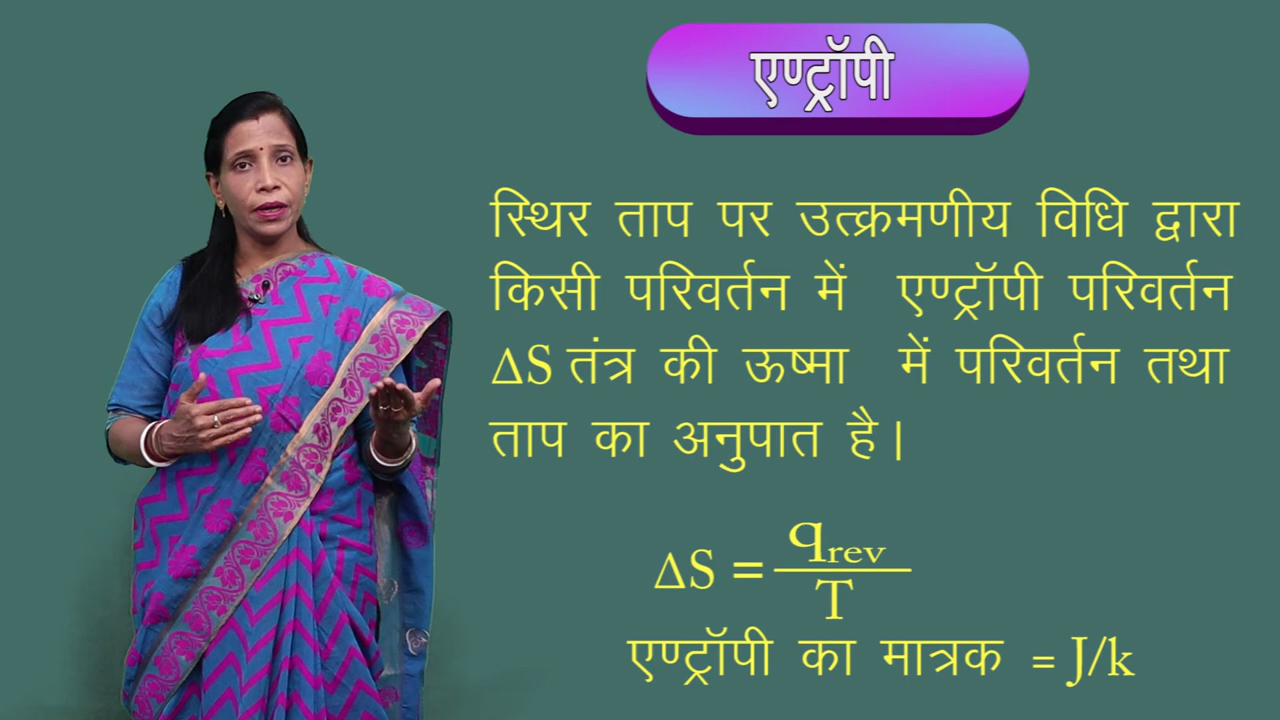 एण्ट्रॉपी
स्थिर ताप पर उत्क्रमणीय विधि द्वारा
किसी परिवर्तन में एण्ट्रॉपी परिवर्तन
ΔS तंत्र की ऊष्मा में परिवर्तन तथा
ताप का अनुपात है।
ΔS = qrev / T
एण्ट्रॉपी का मात्रक = J/k